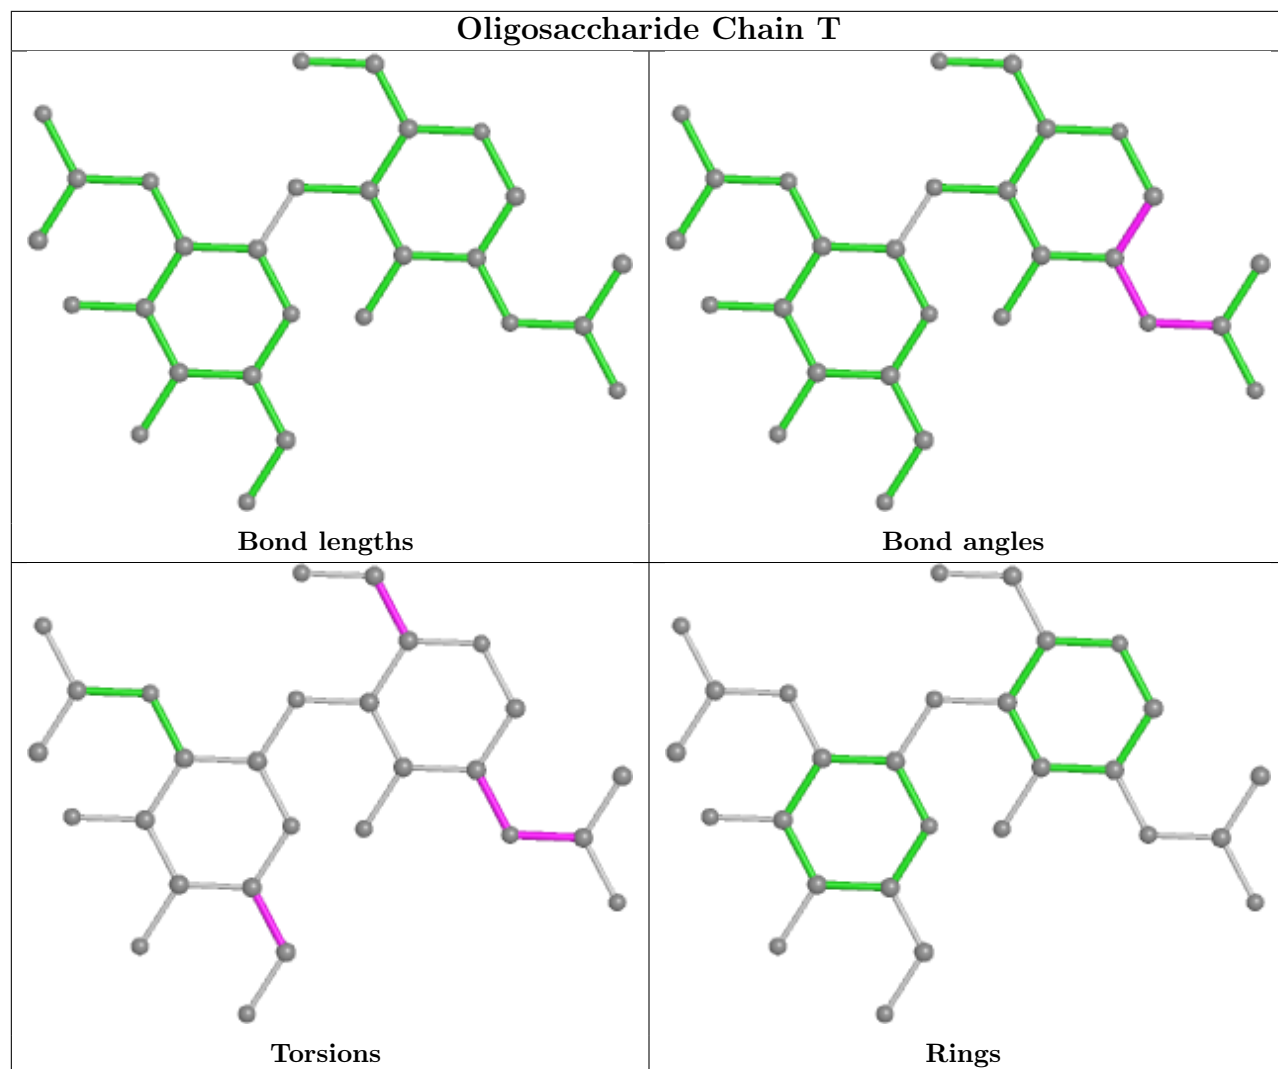 Oligosaccharide Chain T
Bond lengths
Bond angles
Torsions
Rings